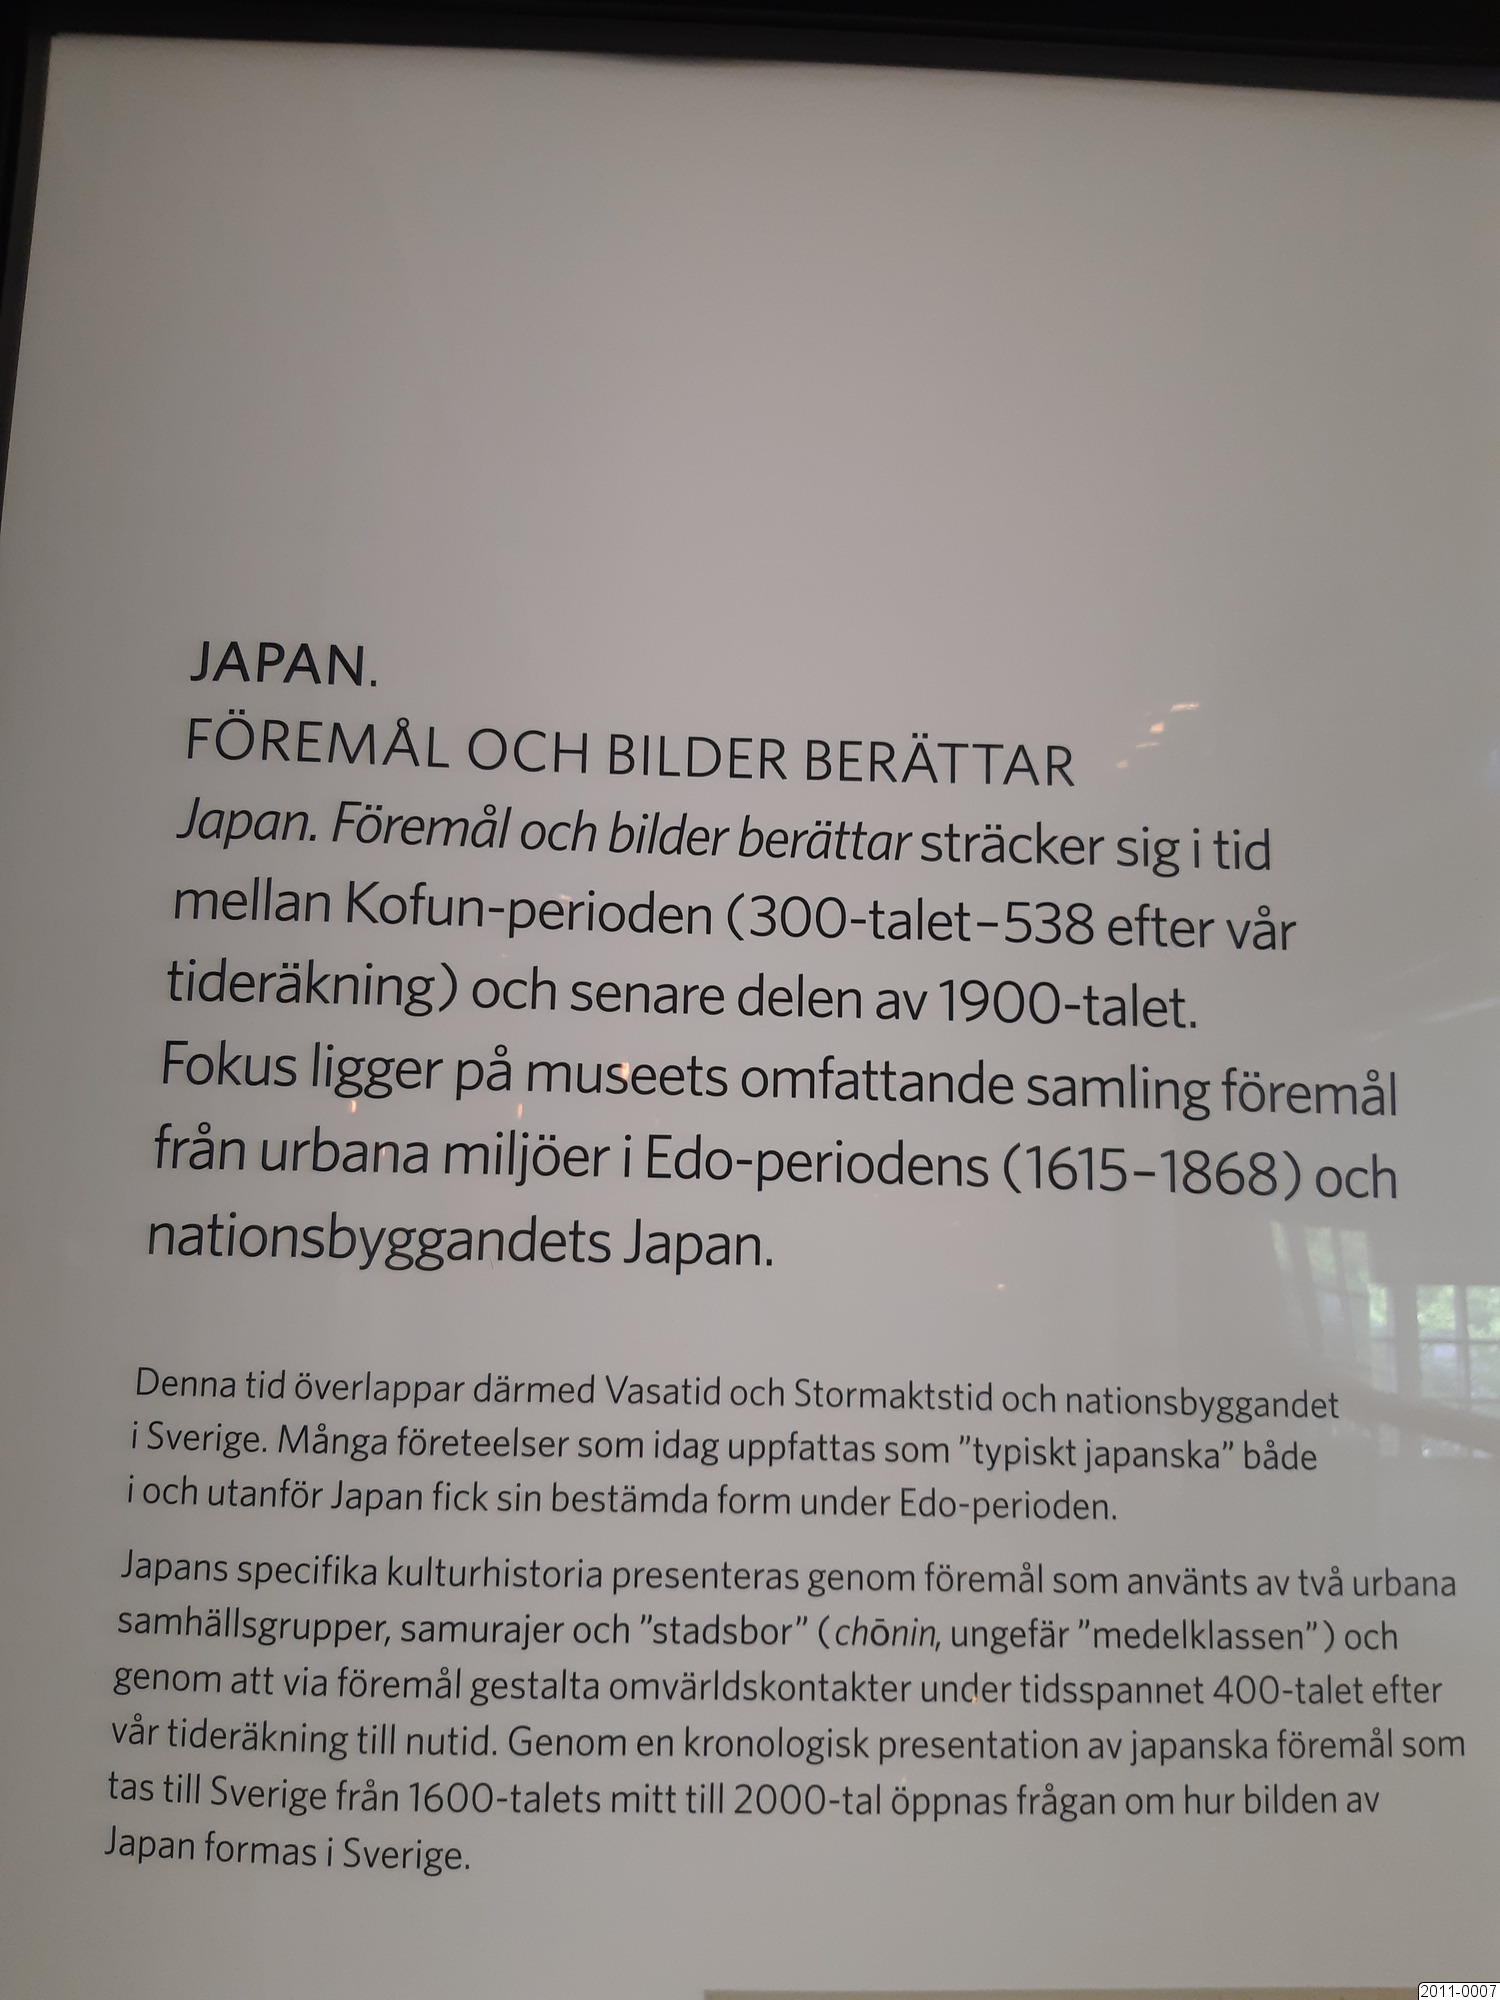 JAPAN.
FÖREMÅL OCH BILDER BERÄTTAR
Japan. Föremål och bilder berättar sträcker sig i tid
mellan Kofun-perioden (300-talet–538 efter vår
tideräkning) och senare delen av 1900-talet.
Fokus ligger på museets omfattande samling föremål
från urbana miljöer i Edo-periodens (1615–1868) och
nationsbyggandets Japan.
Denna tid överlappar därmed Vasatid och Stormaktstid och nationsbyggandet
i Sverige. Många företeelser som idag uppfattas som ”typiskt japanska” både
i och utanför Japan fick sin bestämda form under Edo-perioden.
Japans specifika kulturhistoria presenteras genom föremål som använts av två urbana
samhällsgrupper, samurajer och ”stadsbor” (chōnin, ungefär ”medelklassen”) och
genom att via föremål gestalta omvärldskontakter under tidsspannet 400-talet efter
vår tideräkning till nutid. Genom en kronologisk presentation av japanska föremål som
tas till Sverige från 1600-talets mitt till 2000-tal öppnas frågan om hur bilden av
Japan formas i Sverige.
2011-0007